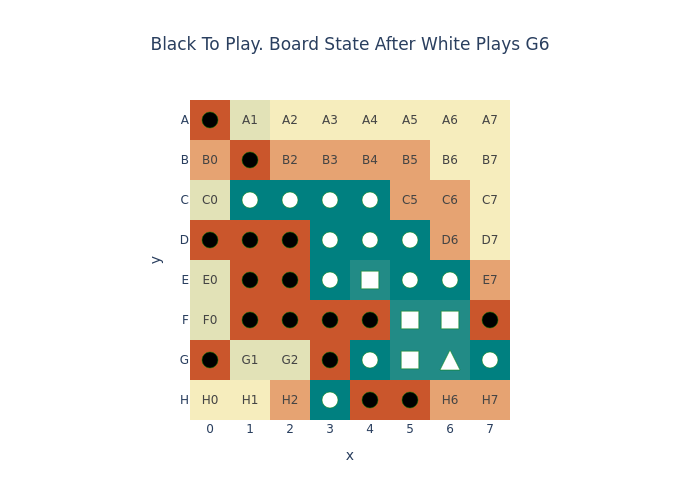 Black To Play. Board State After White Plays G6
A A1 A2 A3 A4 A5 A6 A7
B B0 B2 B3 B4 B5 B6 B7
C C0 C5 C6 C7
D D6 D7
y
E E0 E7
F F0
G G1 G2
H H0 H1 H2 H6 H7
0 1 2 3 4 5 6 7
x